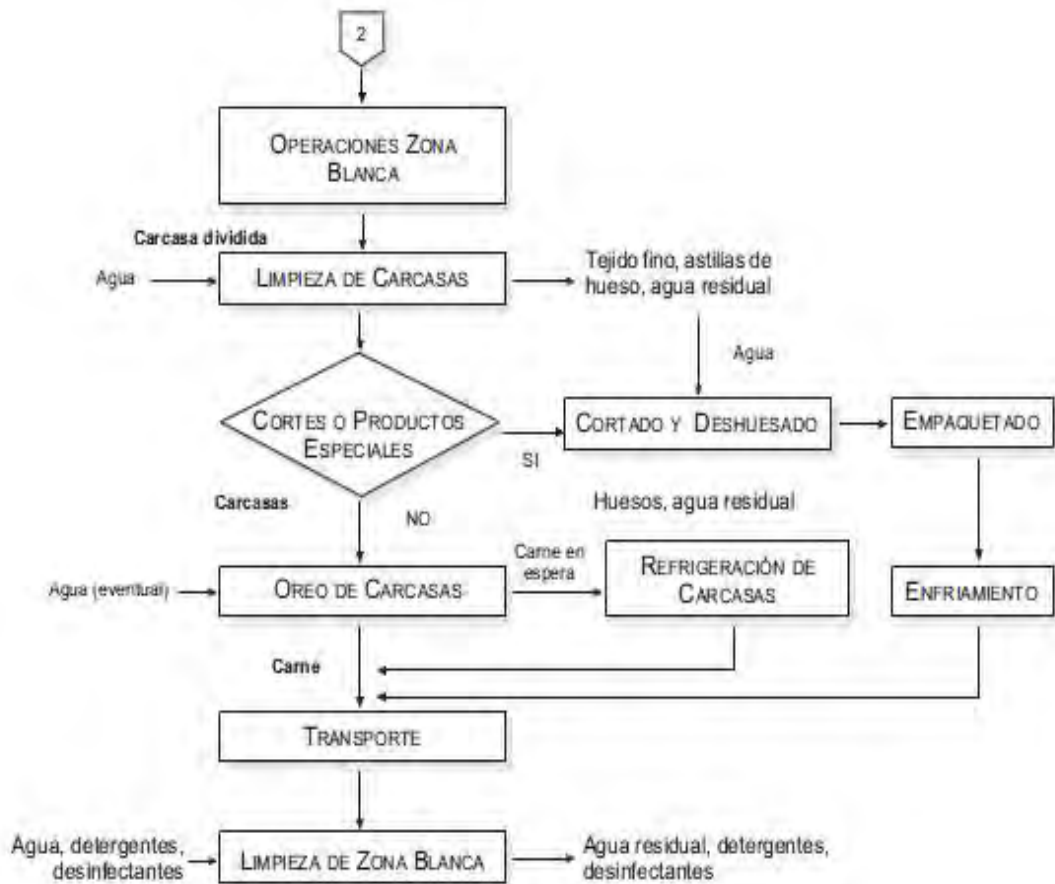 2
OPERACIONES ZONA
BLANCA
Carcasa dividida
Agua
LIMPIEZA DE CARCASAS
Tejido fino, astillas de
hueso, agua residual
Agua
CORTES O PRODUCTOS
ESPECIALES
SI
CORTADO Y DESHUESADO
EMPAQUETADO
Carcasas
NO
Huesos, agua residual
Agua (eventural)
OREO DE CARCASAS
Carne en
espera
REFRIGERACIÓN DE
CARCASAS
ENFRIAMIENTO
Carne
TRANSPORTE
Agua, detergentes,
desinfectantes
LIMPIEZA DE ZONA BLANCA
Agua residual, detergentes,
desinfectantes